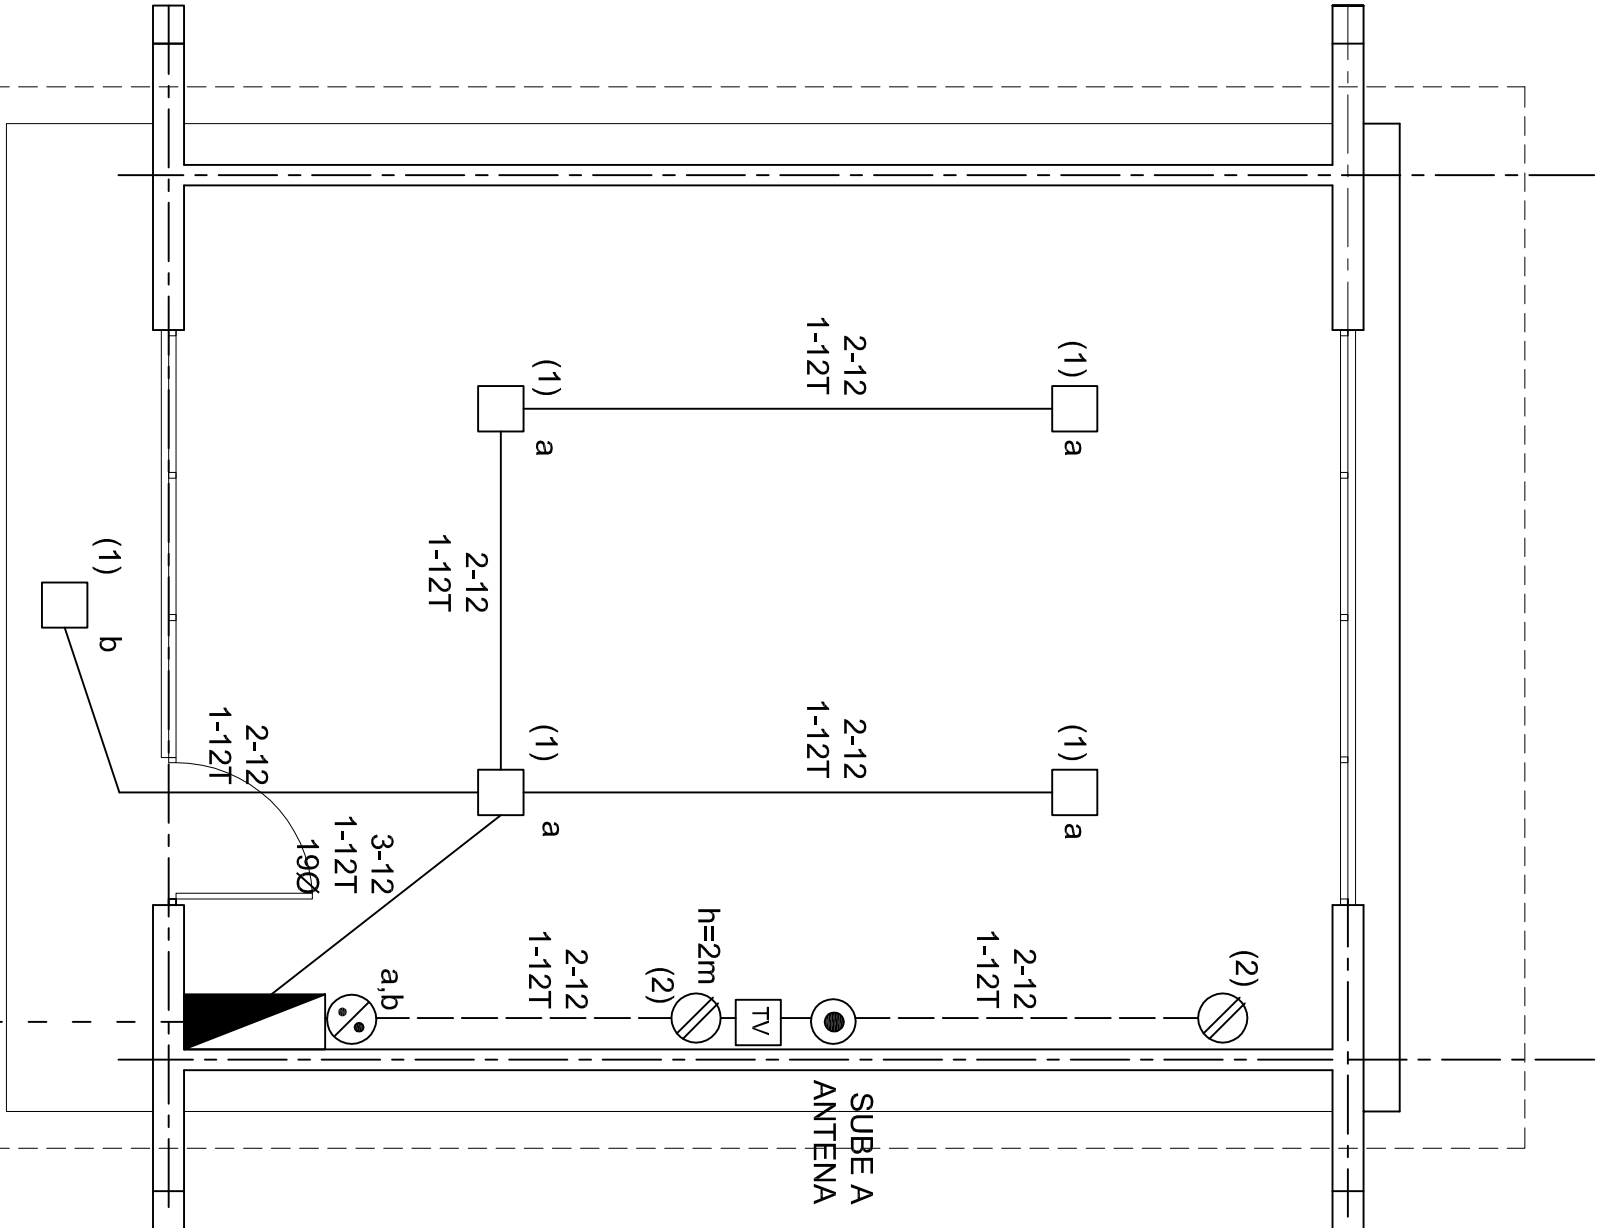 (1)
a
2-12
1-12T
(1)
a
(1)
a
2-12
1-12T
(1)
a
2-12
1-12T
(1)
b
2-12
1-12T
3-12
1-12T
19Ø
a,b
2-12
1-12T
h=2m
(2)
TV
2-12
1-12T
(2)
SUBE A
ANTENA